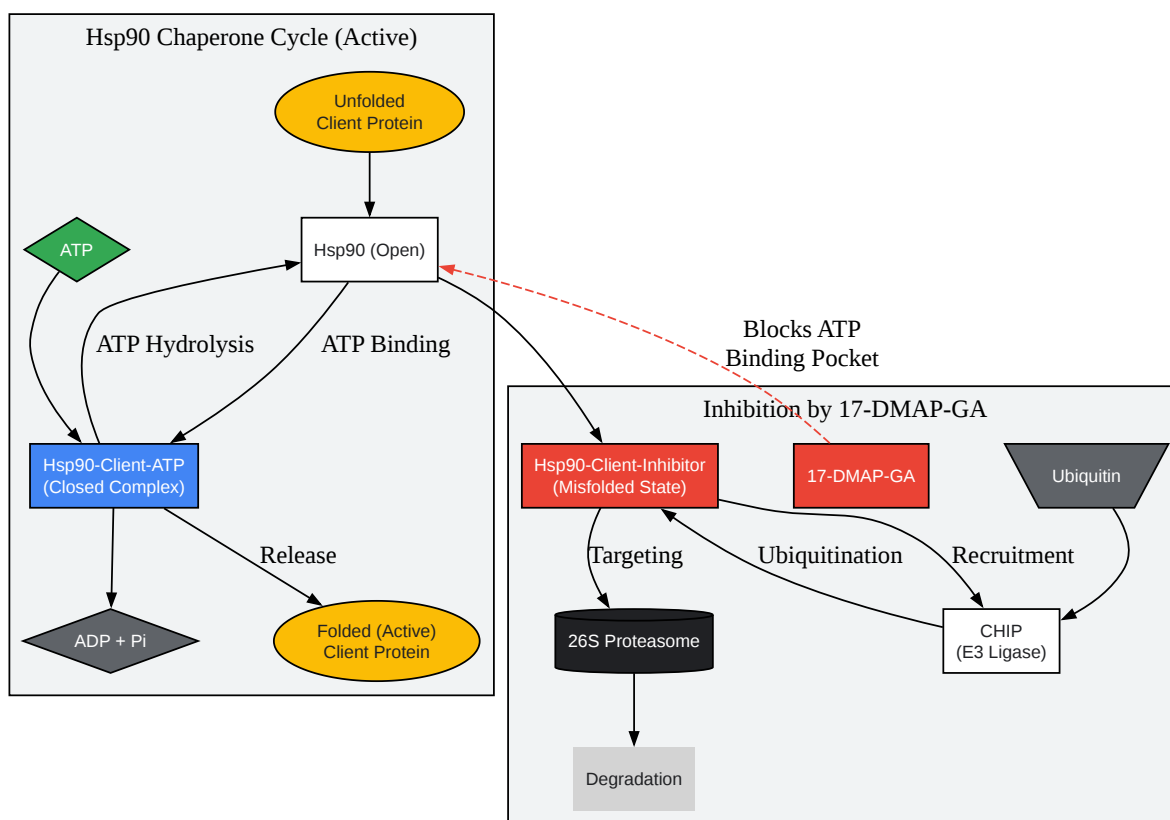 Hsp90 Chaperone Cycle (Active)
Unfolded
Client Protein
ATP
Hsp90 (Open)
ATP Hydrolysis
ATP Binding
Blocks ATP
Binding Pocket
Inhibition by 17-DMAP-GA
Hsp90-Client-ATP
(Closed Complex)
Hsp90-Client-Inhibitor
(Misfolded State)
17-DMAP-GA
Ubiquitin
Release
Targeting
Ubiquitination
Recruitment
ADP + Pi
Folded (Active)
Client Protein
26S Proteasome
CHIP
(E3 Ligase)
Degradation